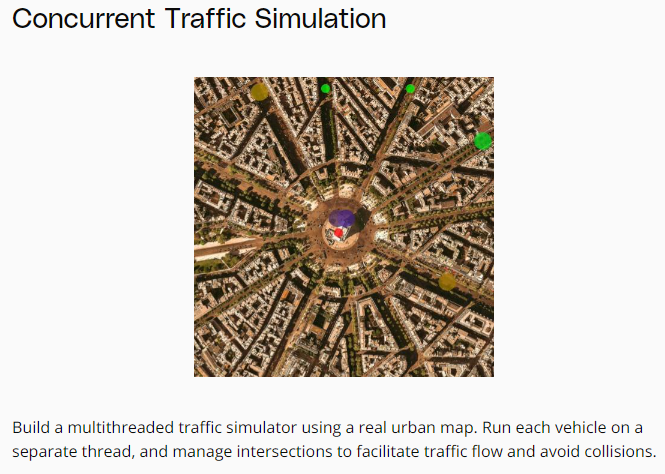 Concurrent Traffic Simulation
Build a multithreaded traffic simulator using a real urban map. Run each vehicle on a
separate thread, and manage intersections to facilitate traffic flow and avoid collisions.